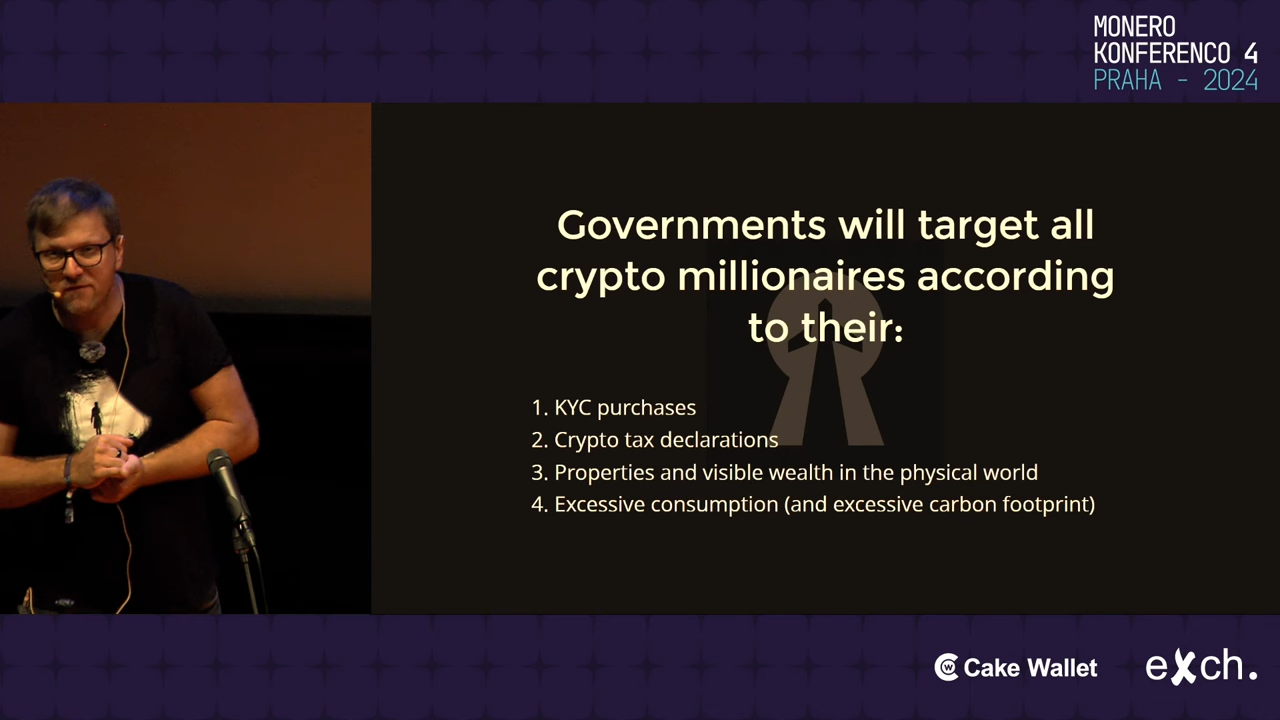 MONERO
KONFERENCO 4
PRAHA - 2024
Governments will target all
crypto millionaires according
to their:
1. KYC purchases
2. Crypto tax declarations
3. Properties and visible wealth in the physical world
4. Excessive consumption (and excessive carbon footprint)
Cake Wallet
eXch.